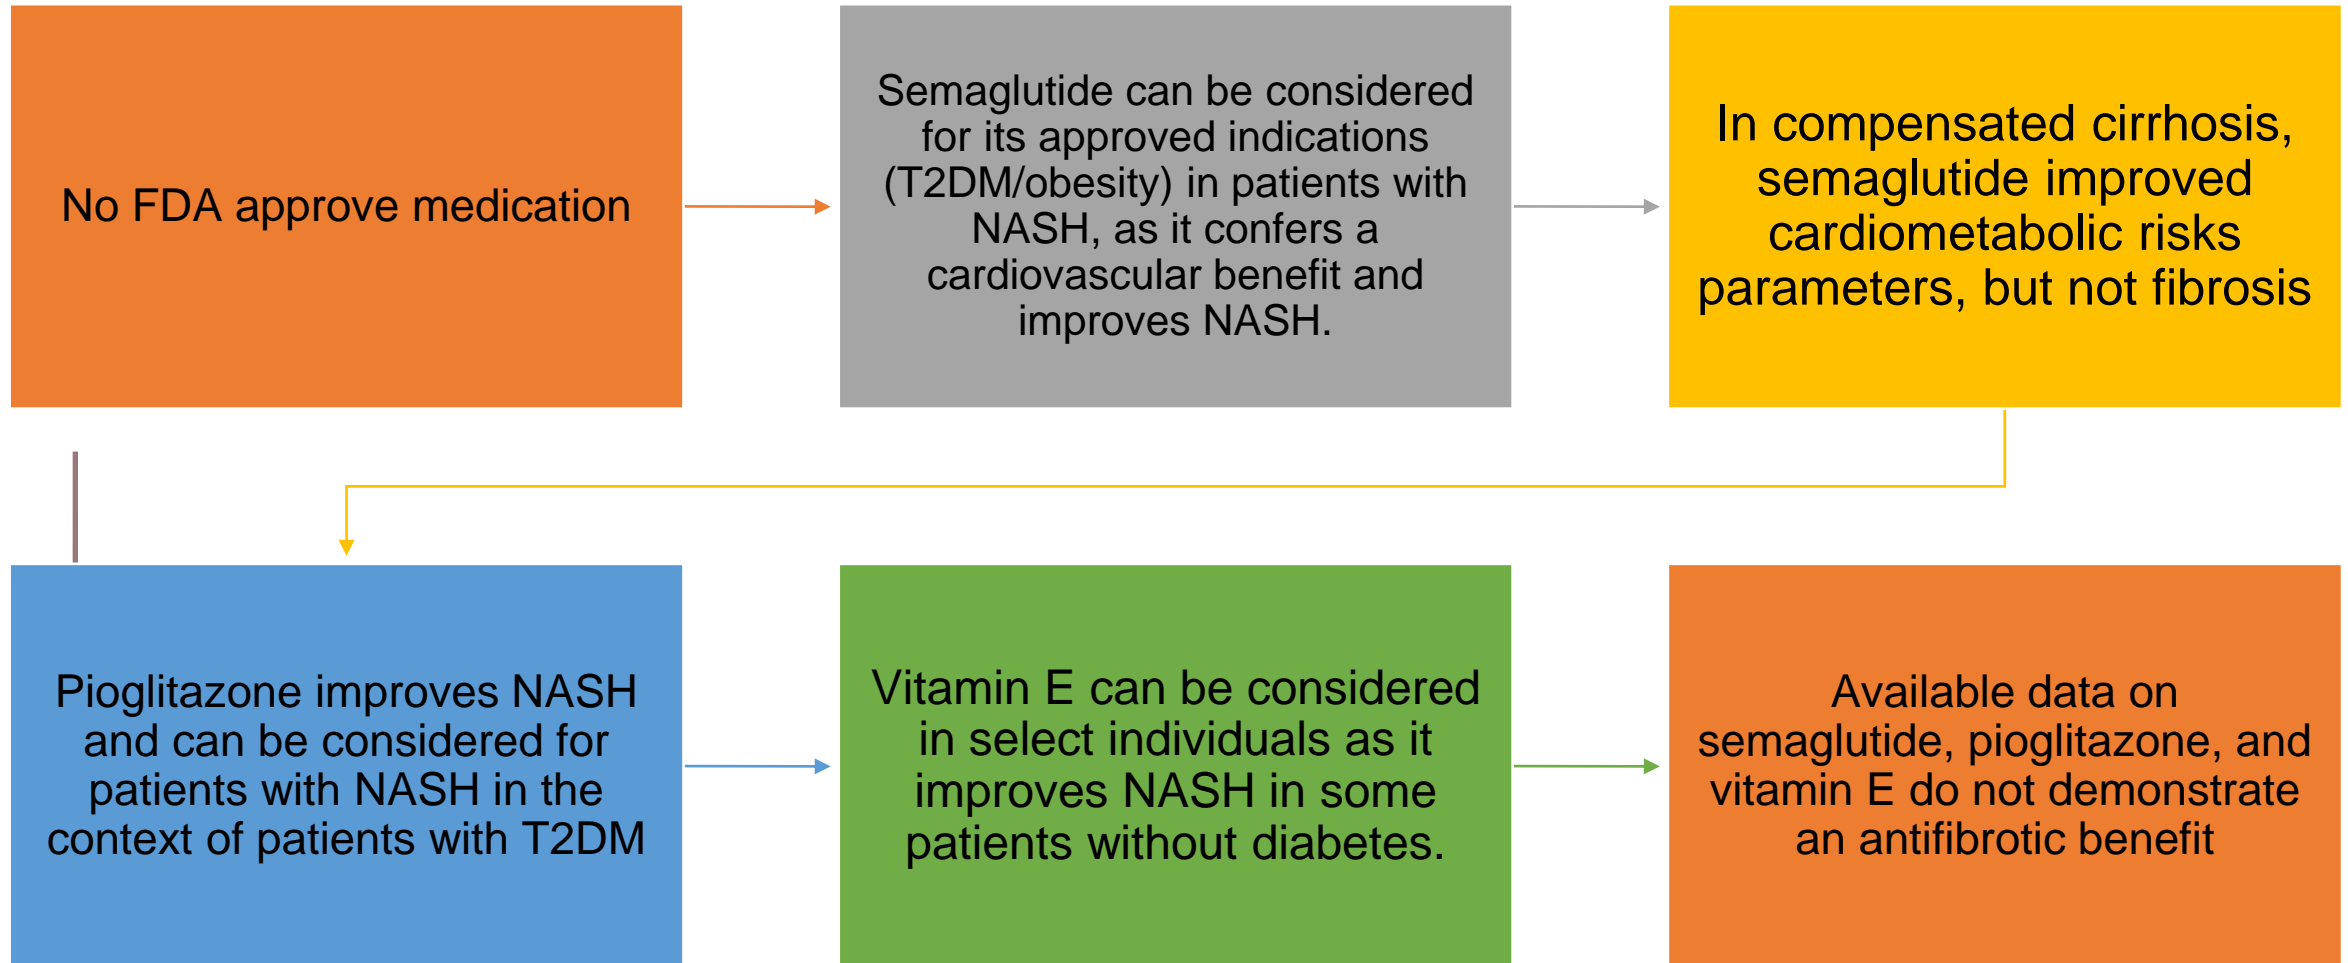 No FDA approve medication
Semaglutide can be considered
for its approved indications
(T2DM/obesity) in patients with
NASH, as it confers a
cardiovascular benefit and
improves NASH.
In compensated cirrhosis,
semaglutide improved
cardiometabolic risks
parameters, but not fibrosis
Pioglitazone improves NASH
and can be considered for
patients with NASH in the
context of patients with T2DM
Vitamin E can be considered
in select individuals as it
improves NASH in some
patients without diabetes.
Available data on
semaglutide, pioglitazone, and
vitamin E do not demonstrate
an antifibrotic benefit